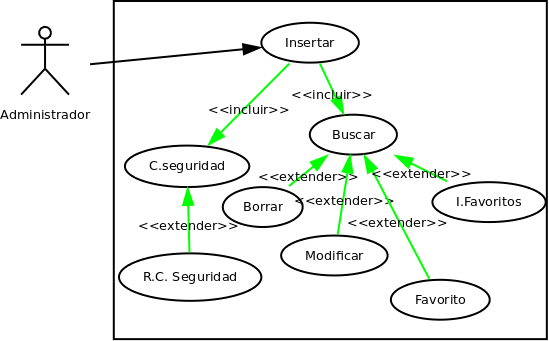 Insertar
Administrador
<<incluir>>
<<incluir>>
Buscar
C.seguridad
<<extender>>
<<extender>>
I.Favoritos
Borrar
<<extender>>
<<extender>>
<<extender>>
Modificar
R.C. Seguridad
Favorito